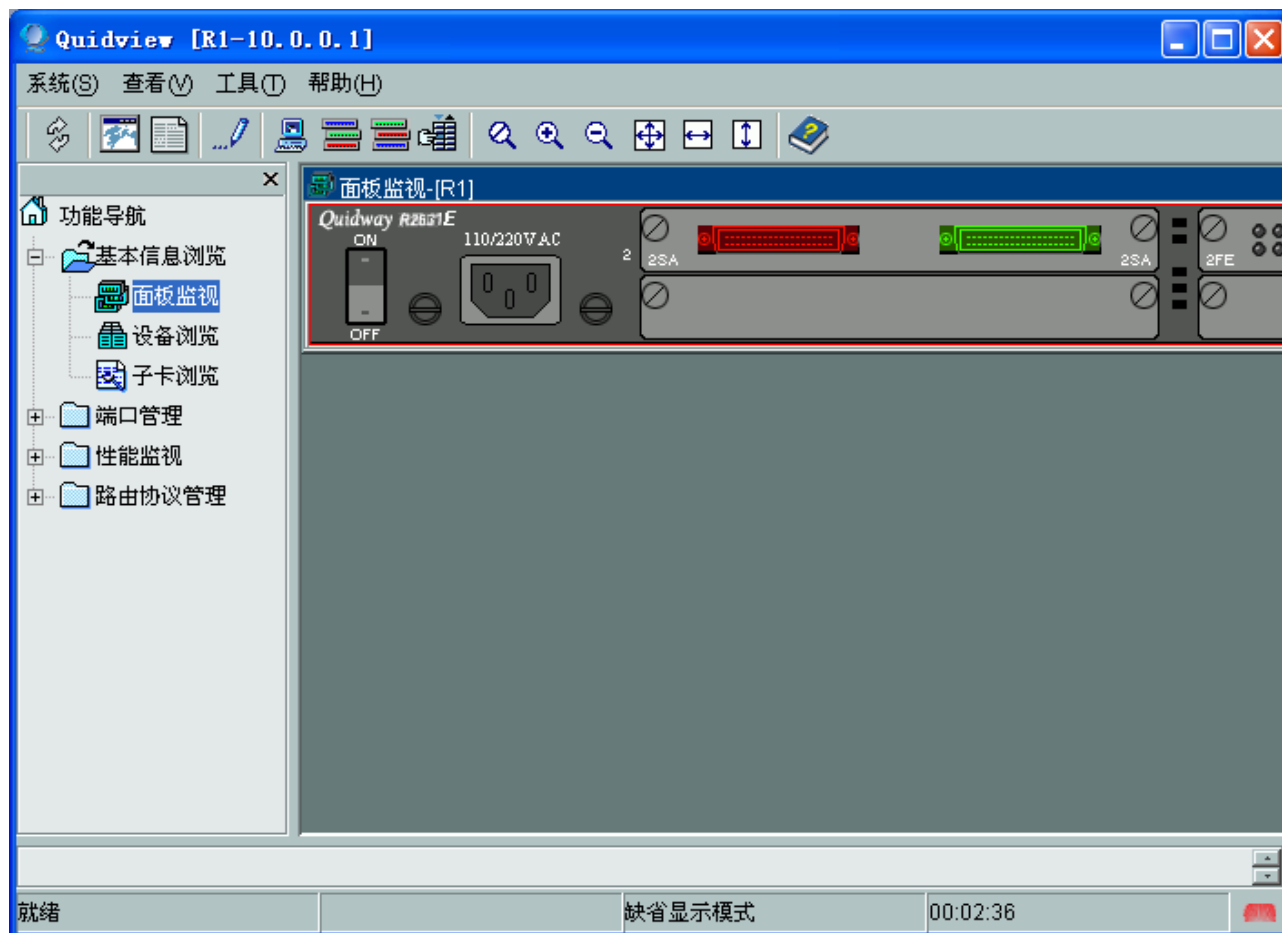 Quidview [R1-10.0.0.1]
系统(S) 查看(V) 工具(T) 帮助(H)
功能导航
基本信息浏览
面板监视
设备浏览
子卡浏览
端口管理
性能监视
路由协议管理
面板监视-[R1]
Quidway R2631E
ON
110/220V AC
2
2SA
2SA
2FE
OFF
就绪
缺省显示模式
00:02:36